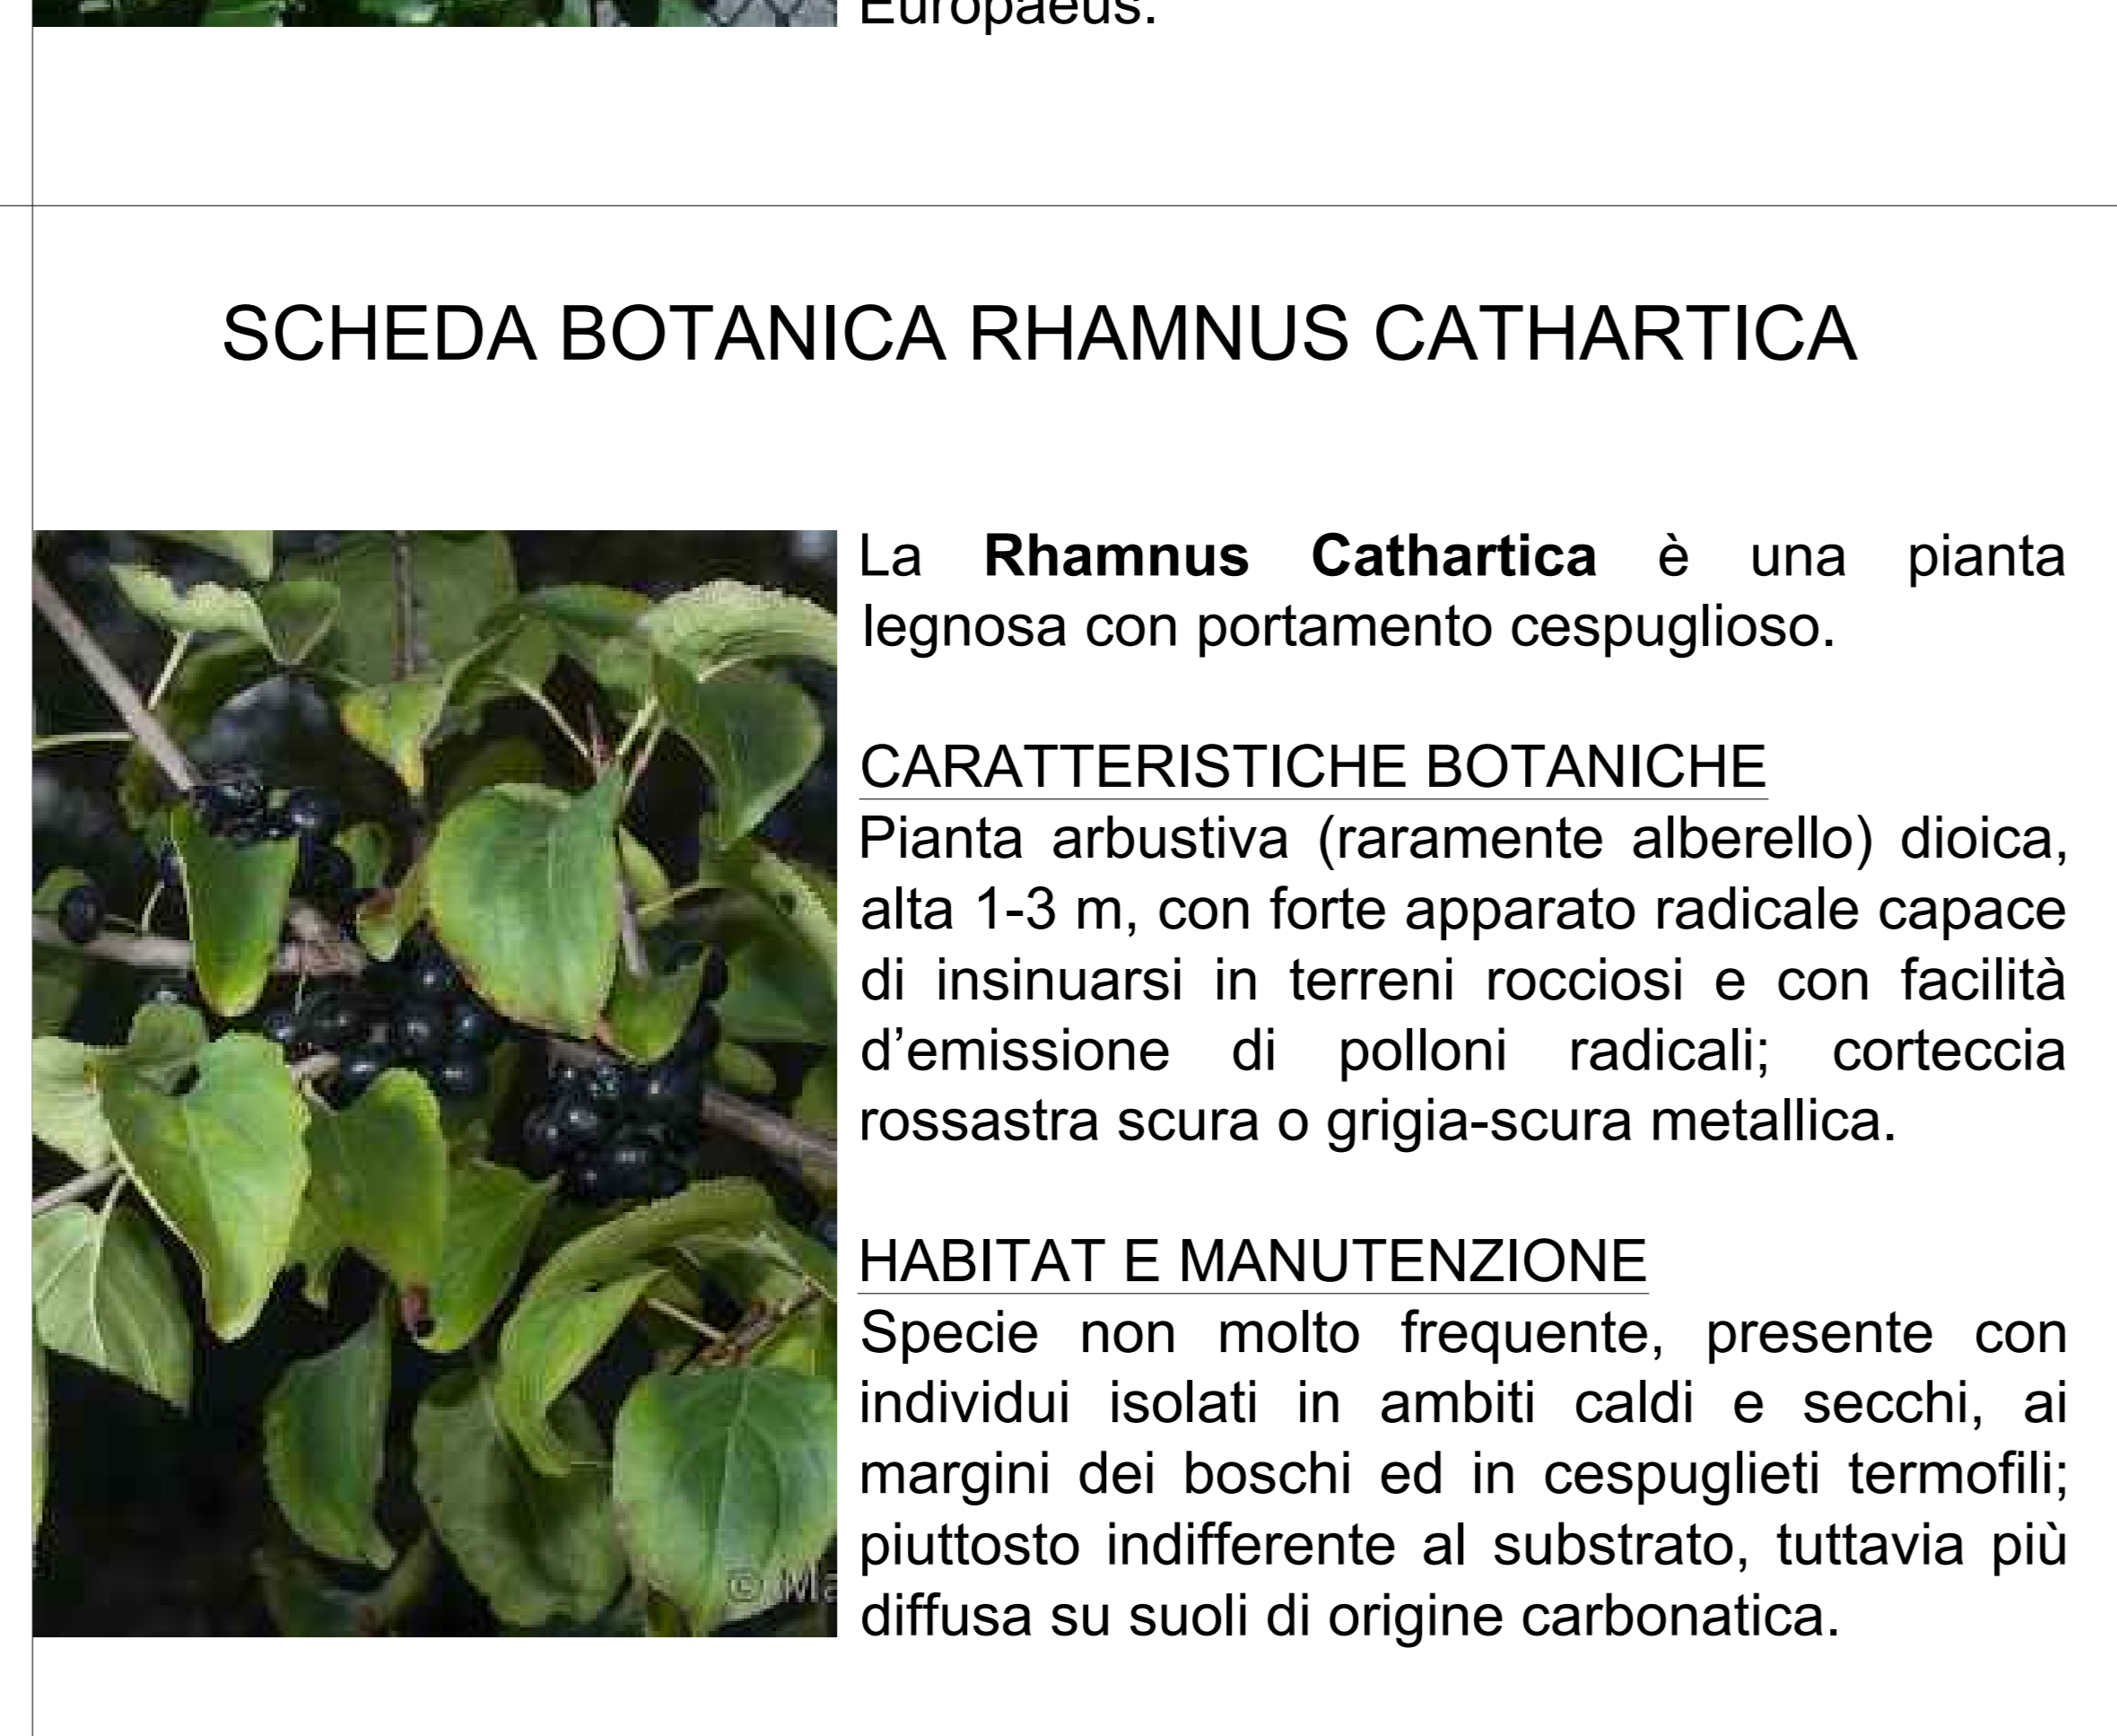 Europaeus.
SCHEDA BOTANICA RHAMNUS CATHARTICA
La Rhamnus Cathartica è una pianta
legnosa con portamento cespuglioso.
CARATTERISTICHE BOTANICHE
Pianta arbustiva (raramente alberello) dioica,
alta 1-3 m, con forte apparato radicale capace
di insinuarsi in terreni rocciosi e con facilità
d’emissione di polloni radicali; corteccia
rossastra scura o grigia-scura metallica.
HABITAT E MANUTENZIONE
Specie non molto frequente, presente con
individui isolati in ambiti caldi e secchi, ai
margini dei boschi ed in cespuglieti termofili;
piuttosto indifferente al substrato, tuttavia più
diffusa su suoli di origine carbonatica.